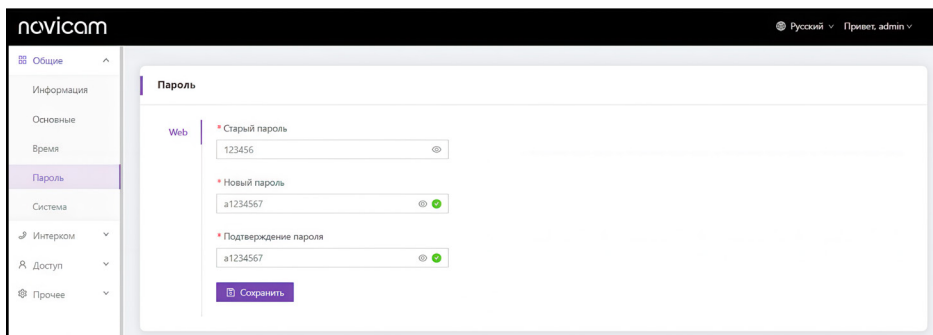 novicam
Русский Привет, admin
Общие
Информация
Основные
Время
Пароль
Система
Интерком
Доступ
Прочее
Пароль
Web
* Старый пароль
123456
* Новый пароль
a1234567
* Подтверждение пароля
a1234567
Сохранить